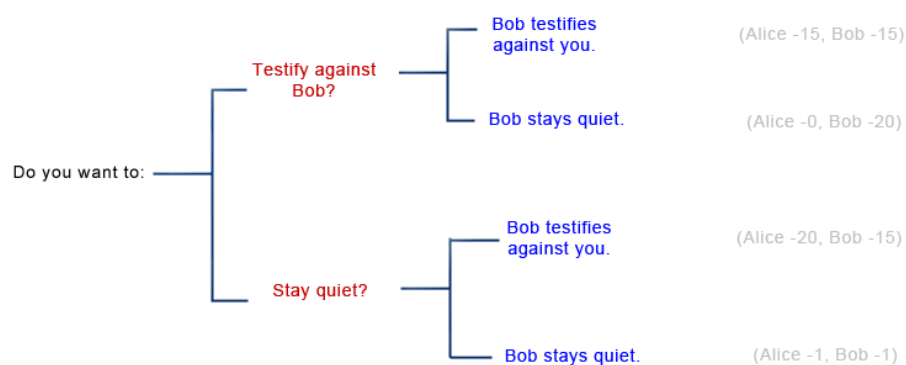 Bob testifies
against you.
(Alice -15, Bob -15)
Testify against
Bob?
Bob stays quiet.
(Alice -0, Bob -20)
Do you want to:
Bob testifies
against you.
(Alice -20, Bob -15)
Stay quiet?
Bob stays quiet.
(Alice -1, Bob -1)